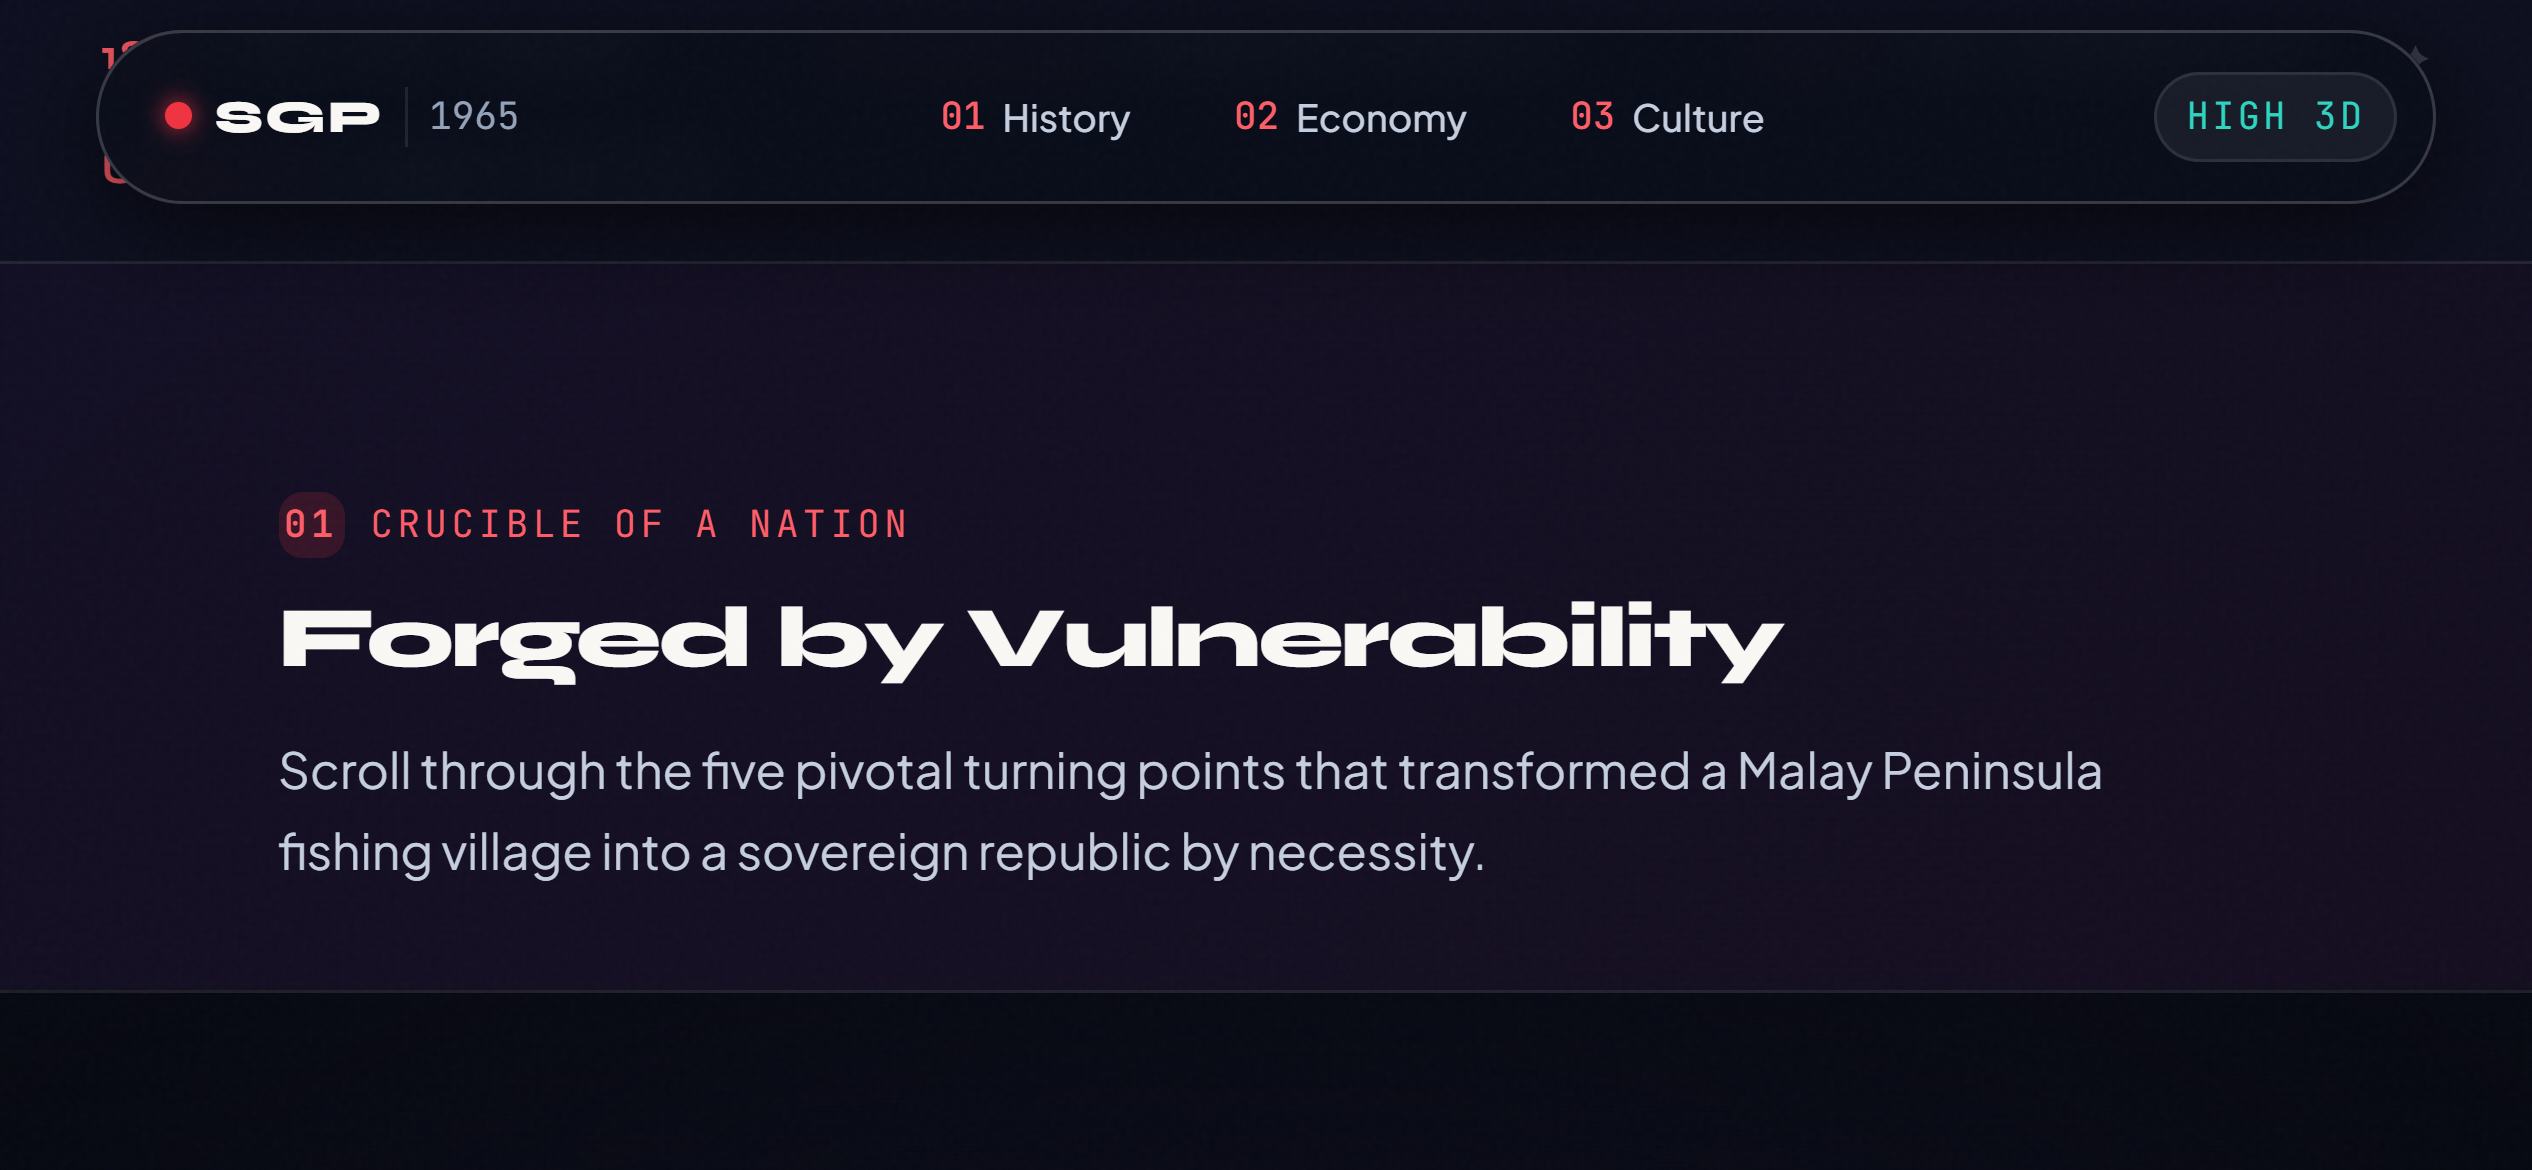 SGP 1965 01 History 02 Economy 03 Culture HIGH 3D
01 CRUCIBLE OF A NATION
Forged by Vulnerability
Scroll through the five pivotal turning points that transformed a Malay Peninsula
fishing village into a sovereign republic by necessity.